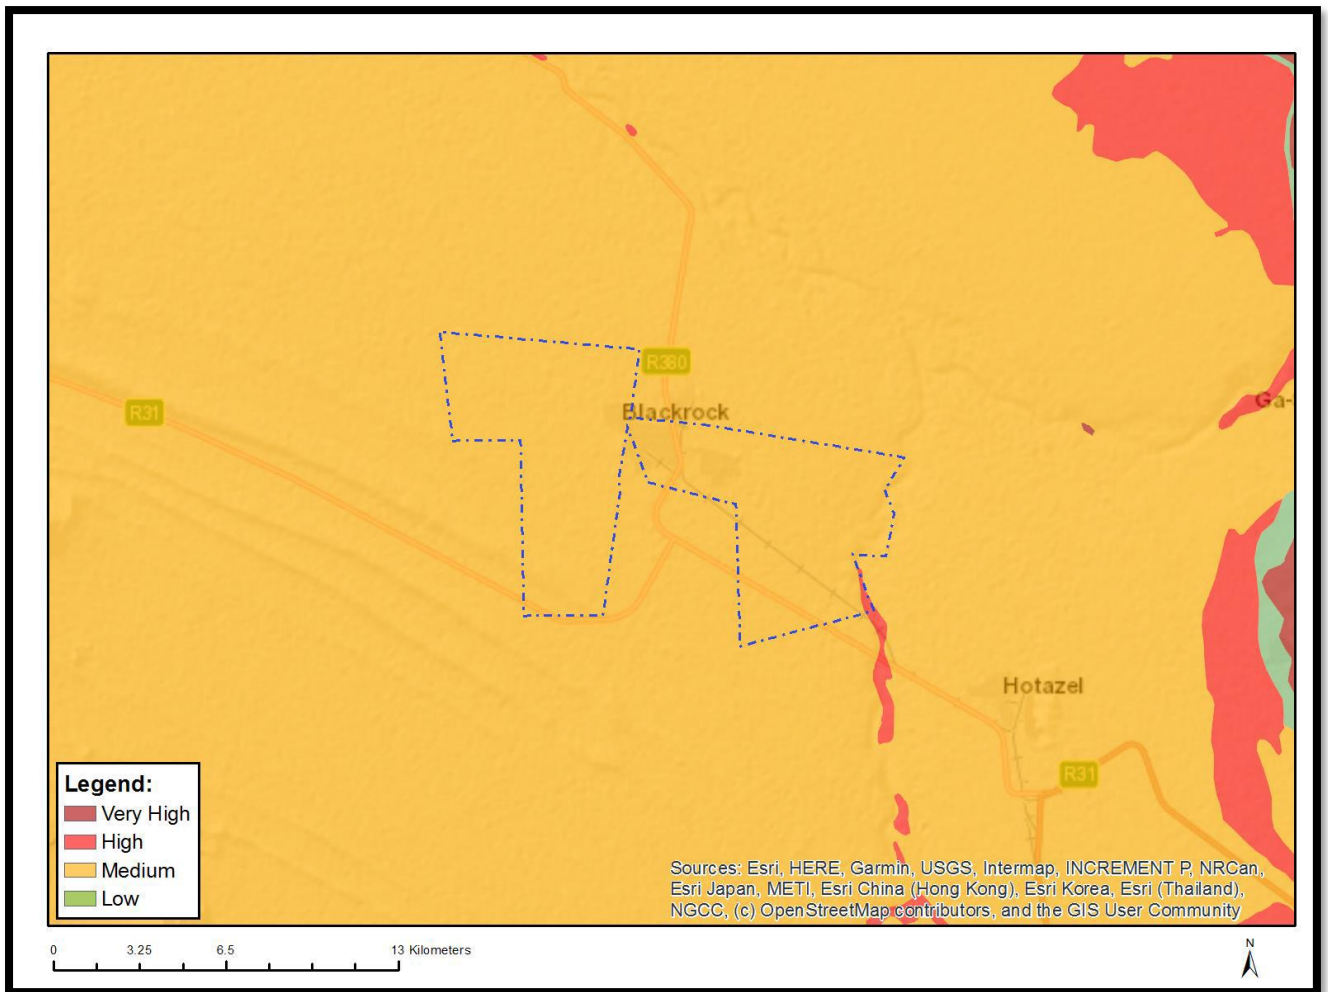 R380
Blackrock
R31
Ga-
Hotazel
R31
Legend:
Very High
High
Medium
Low
Sources: Esri, HERE, Garmin, USGS, Intermap, INCREMENT P, NRCan,
Esri Japan, METI, Esri China (Hong Kong), Esri Korea, Esri (Thailand),
NGCC, (c) OpenStreetMap contributors, and the GIS User Community
0 3.25 6.5 13 Kilometers
N